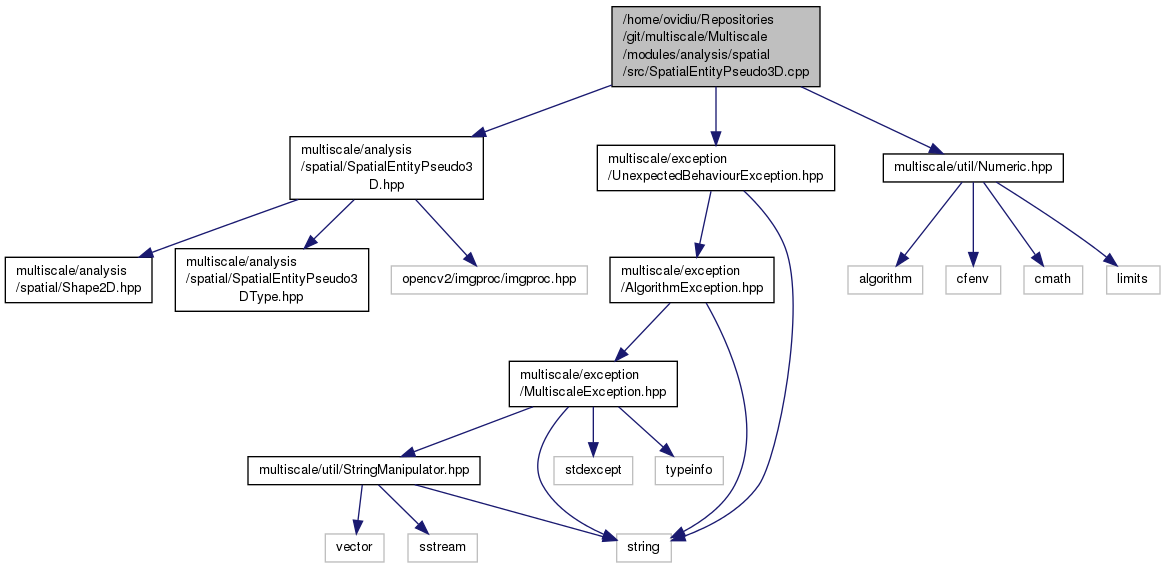 /home/ovidiu/Repositories
/git/multiscale/Multiscale
/modules/analysis/spatial
/src/SpatialEntityPseudo3D.cpp
multiscale/analysis
/spatial/SpatialEntityPseudo3
D.hpp
multiscale/exception
/UnexpectedBehaviourException.hpp
multiscale/util/Numeric.hpp
multiscale/analysis
/spatial/Shape2D.hpp
multiscale/analysis
/spatial/SpatialEntityPseudo3
DType.hpp
opencv2/imgproc/imgproc.hpp
multiscale/exception
/AlgorithmException.hpp
algorithm
cfenv
cmath
limits
multiscale/exception
/MultiscaleException.hpp
multiscale/util/StringManipulator.hpp
stdexcept
typeinfo
vector
sstream
string